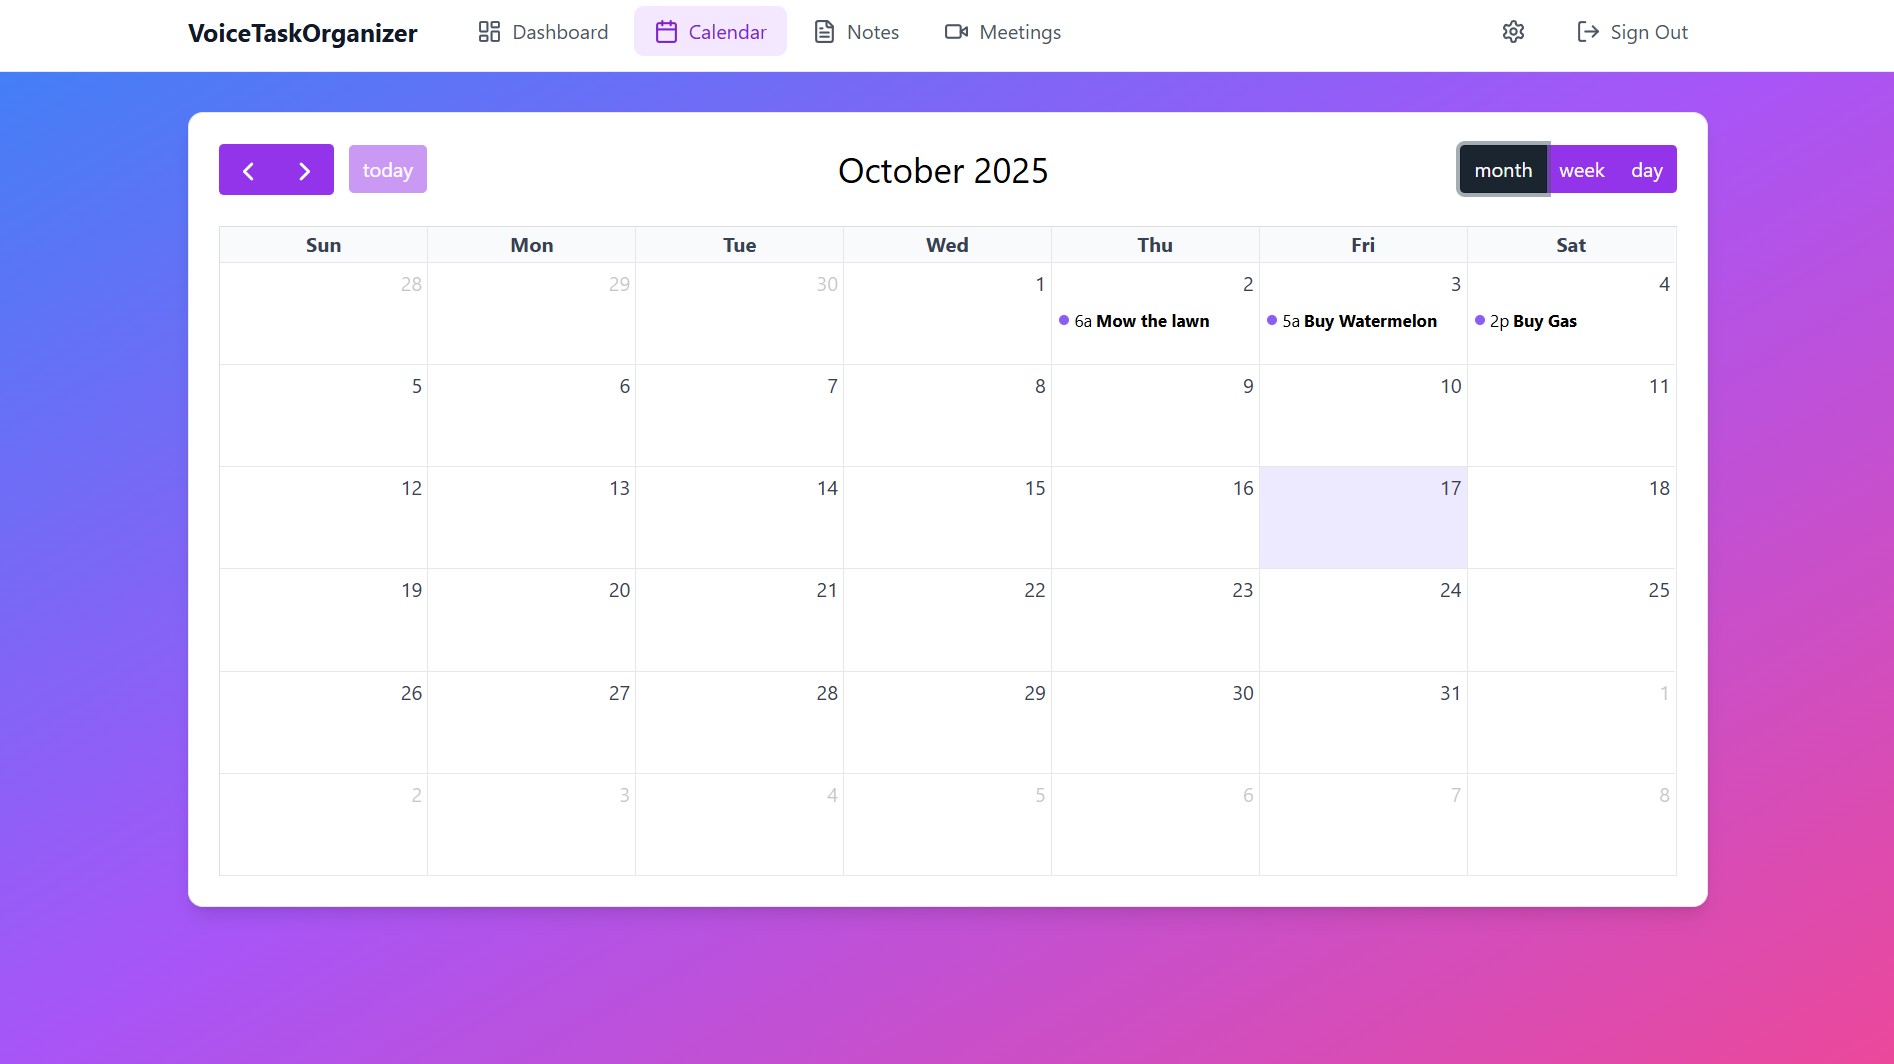 VoiceTaskOrganizer Dashboard Calendar Notes Meetings Sign Out
today October 2025 month week day
Sun Mon Tue Wed Thu Fri Sat
28 29 30 1 2 3 4
6a Mow the lawn 5a Buy Watermelon 2p Buy Gas
5 6 7 8 9 10 11
12 13 14 15 16 17 18
19 20 21 22 23 24 25
26 27 28 29 30 31 1
2 3 4 5 6 7 8